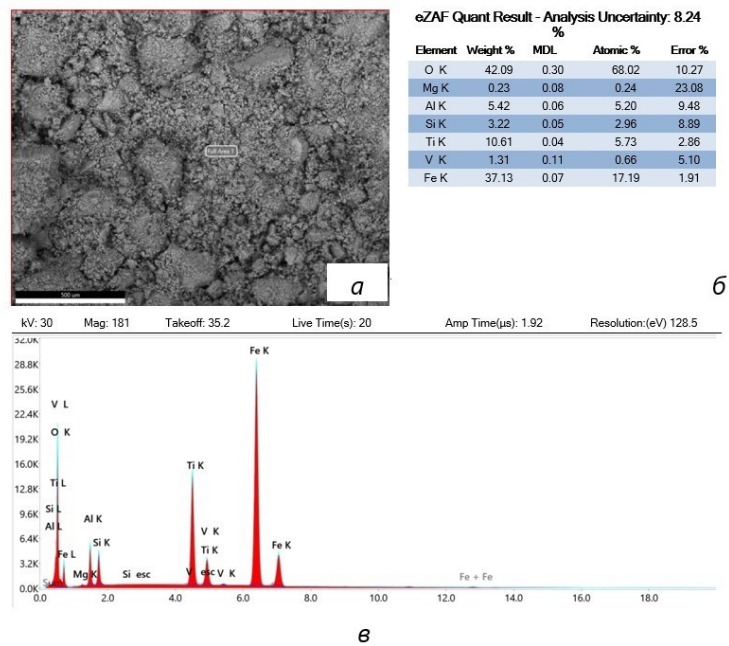 eZAF Quant Result - Analysis Uncertainty: 8.24
%
Element Weight % MDL Atomic % Error %
O K 42.09 0.30 68.02 10.27
Mg K 0.23 0.08 0.24 23.08
Al K 5.42 0.06 5.20 9.48
Si K 3.22 0.05 2.96 8.89
Ti K 10.61 0.04 5.73 2.86
V K 1.31 0.11 0.66 5.10
Fe K 37.13 0.07 17.19 1.91
Full Area 1
500 µm
а
б
kV: 30 Mag: 181 Takeoff: 35.2 Live Time(s): 20 Amp Time(µs): 1.92 Resolution:(eV) 128.5
32.0K
28.8K
25.6K
22.4K
19.2K
16.0K
12.8K
9.6K
6.4K
3.2K
0.0K
Fe K
V L
O K
Ti L
Si L
Al L
Fe L
Mg K
Al K
Si K
Si esc
Ti K
V K
Ti K
V esc V K
Fe K
Fe + Fe
0.0 2.0 4.0 6.0 8.0 10.0 12.0 14.0 16.0 18.0
в